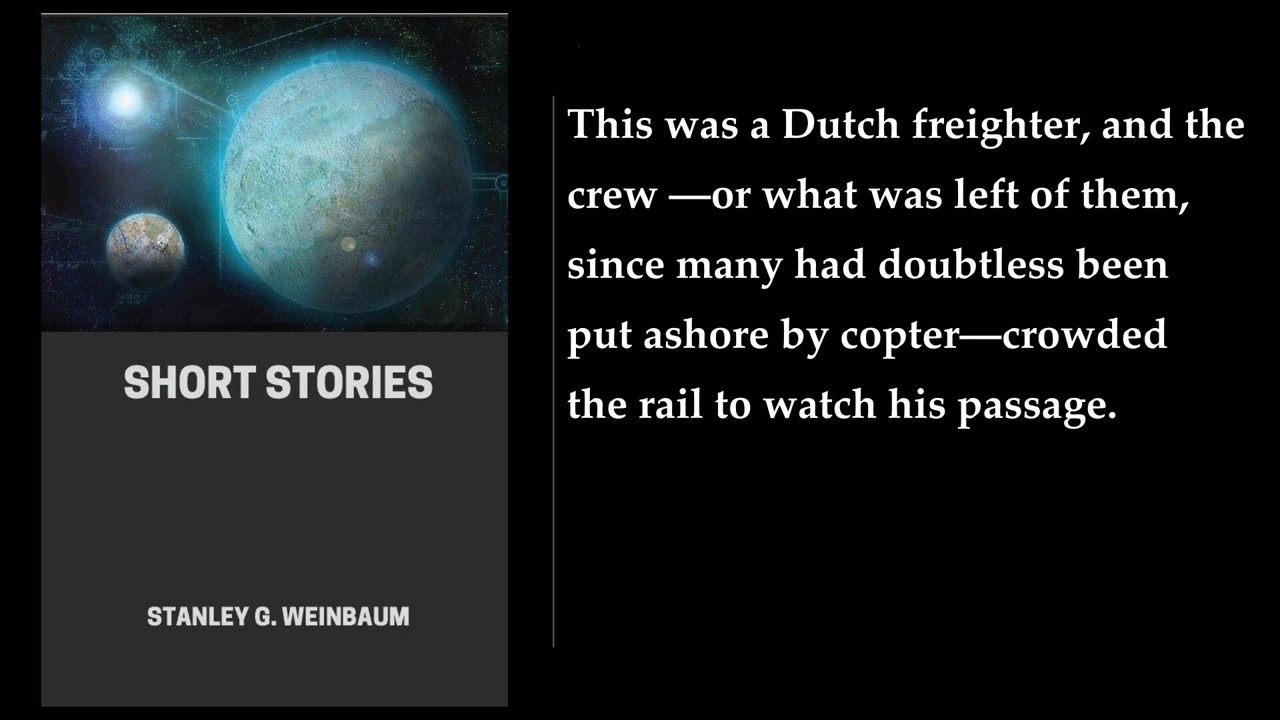 SHORT STORIES
STANLEY G. WEINBAUM
This was a Dutch freighter, and the
crew —or what was left of them,
since many had doubtless been
put ashore by copter—crowded
the rail to watch his passage.